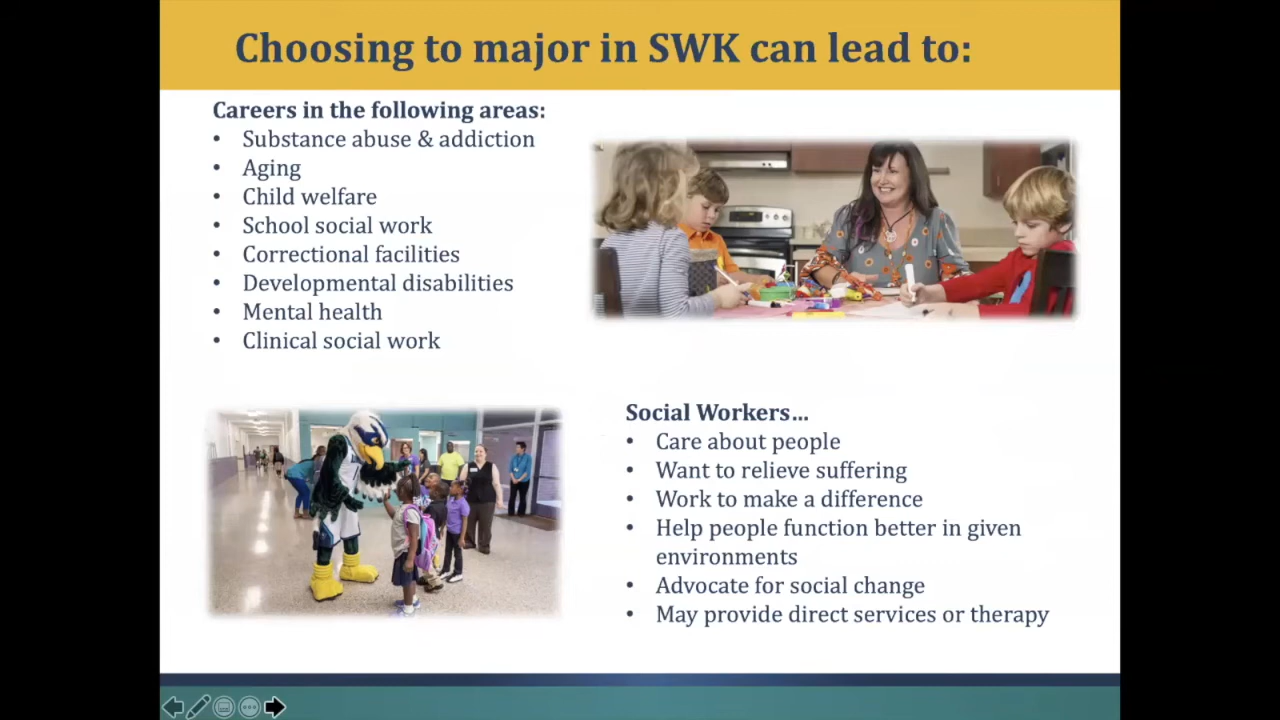 Choosing to major in SWK can lead to:
Careers in the following areas:
• Substance abuse & addiction
• Aging
• Child welfare
• School social work
• Correctional facilities
• Developmental disabilities
• Mental health
• Clinical social work
Social Workers…
• Care about people
• Want to relieve suffering
• Work to make a difference
• Help people function better in given
environments
• Advocate for social change
• May provide direct services or therapy